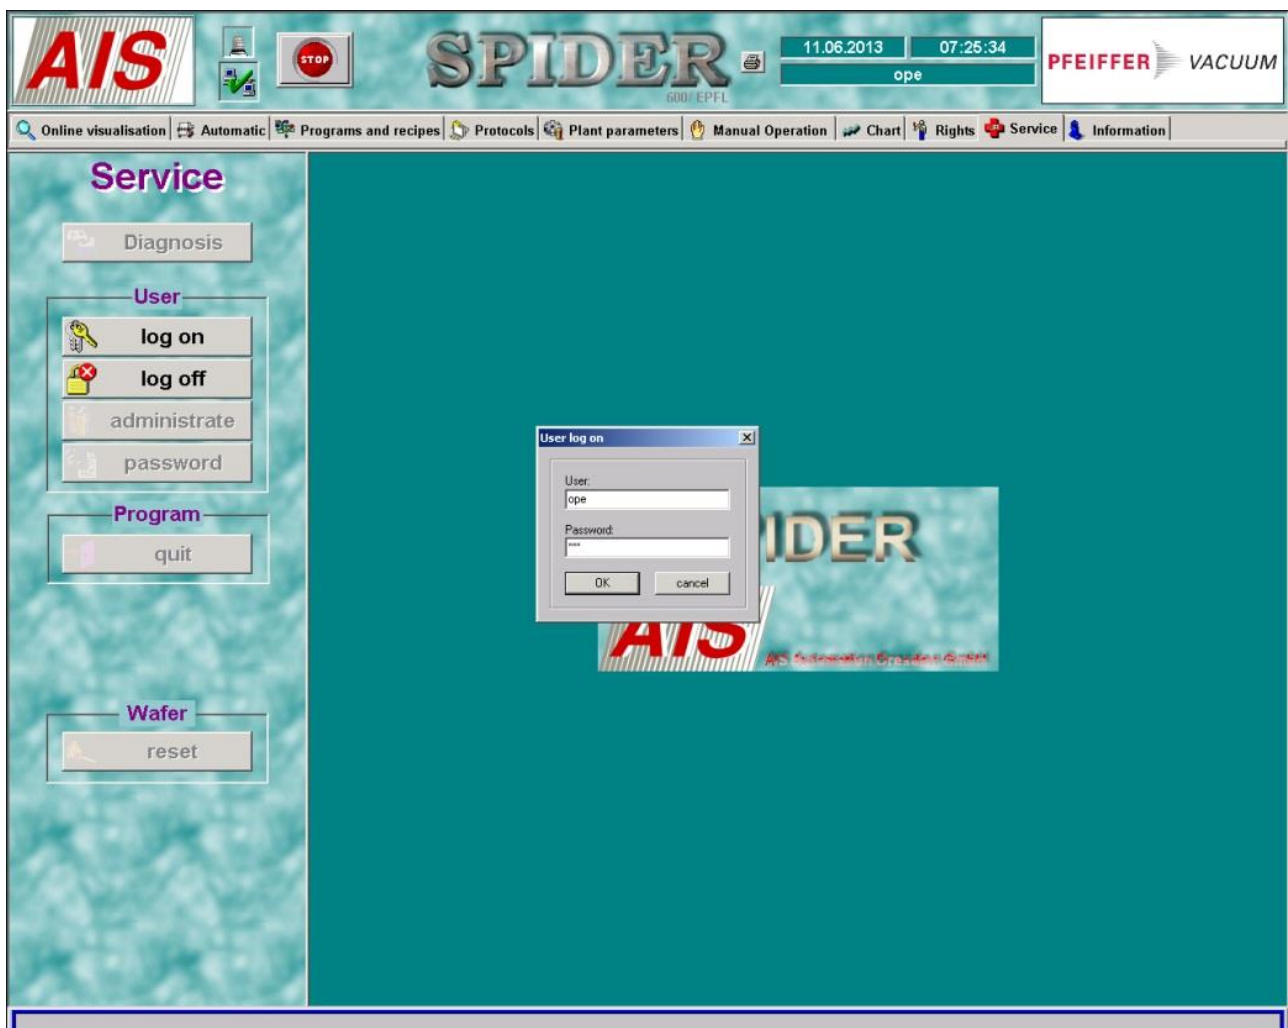 AIS
STOP
SPIDER
600/ EPFL
11.06.2013 07:25:34
ope
PFEIFFER VACUUM
Online visualisation Automatic Programs and recipes Protocols Plant parameters Manual Operation Chart Rights Service Information
Service
Diagnosis
User
log on
log off
administrate
password
Program
quit
Wafer
reset
User log on
User:
ope
Password:
***
OK cancel
IDER
AIS
AIS Automation Dresden GmbH